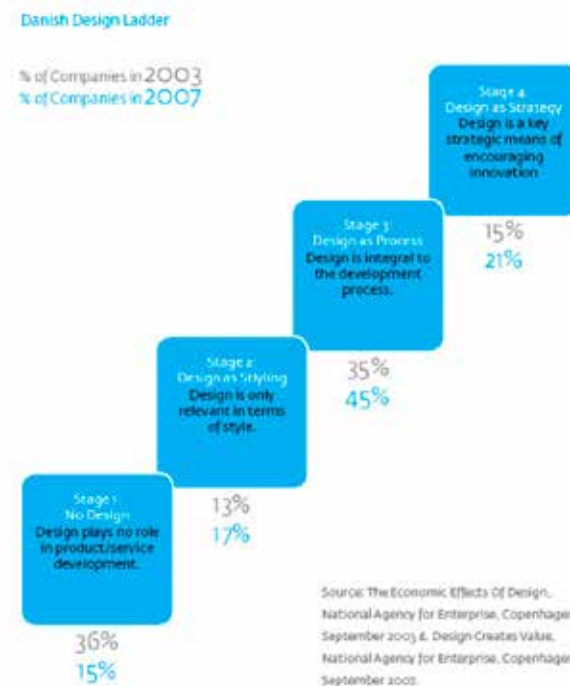 Danish Design Ladder
% of Companies in 2003
% of Companies in 2007
Stage 4
Design as Strategy
Design is a key
strategic means of
encouraging
innovation
15%
21%
Stage 3
Design as Process
Design is integral to
the development
process.
35%
45%
Stage 2
Design as Styling
Design is only
relevant in terms
of style.
13%
17%
Stage 1
No Design
Design plays no role
in product/service
development.
36%
15%
Source: The Economic Effects Of Design,
National Agency for Enterprise, Copenhagen
September 2003 & Design Creates Value,
National Agency for Enterprise, Copenhagen
September 2007.